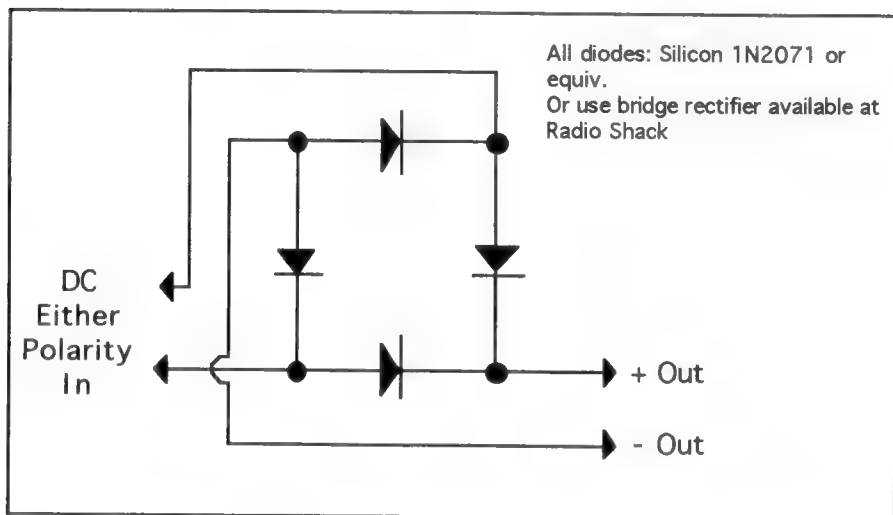 All diodes: Silicon 1N2071 or
equiv.
Or use bridge rectifier available at
Radio Shack
DC
Either
Polarity
In
+ Out
- Out